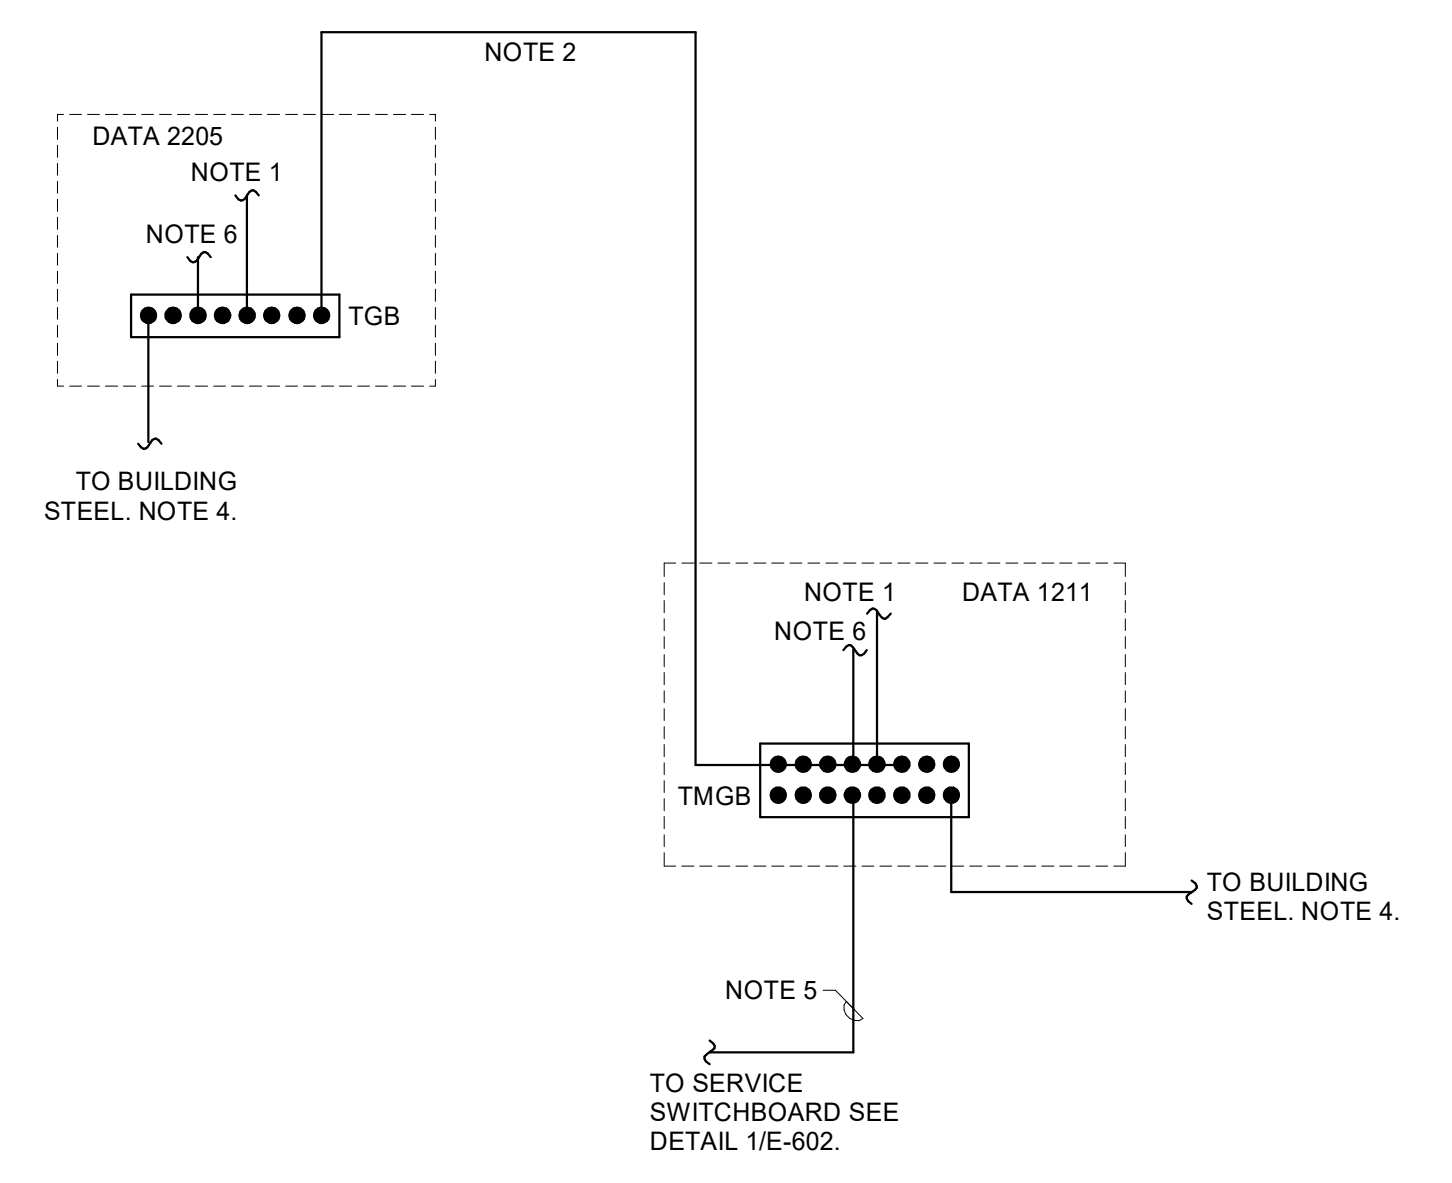 NOTE 2
DATA 2205
NOTE 1
NOTE 6
TGB
TO BUILDING
STEEL. NOTE 4.
NOTE 1
DATA 1211
NOTE 6
TMGB
TO BUILDING
STEEL. NOTE 4.
NOTE 5
TO SERVICE
SWITCHBOARD SEE
DETAIL 1/E-602.